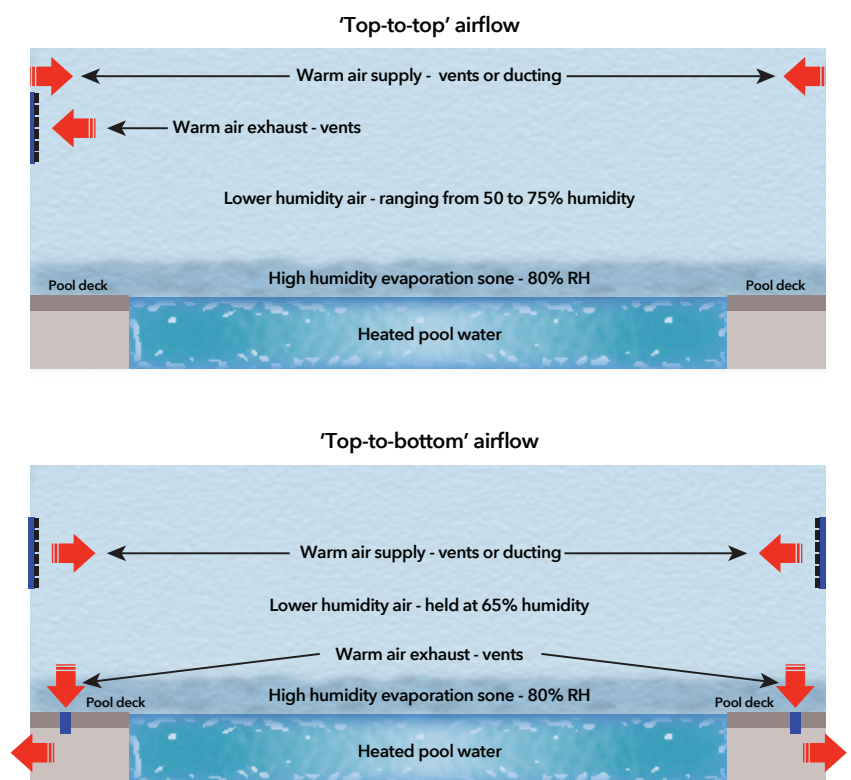 'Top-to-top' airflow
Warm air supply - vents or ducting
Warm air exhaust - vents
Lower humidity air - ranging from 50 to 75% humidity
High humidity evaporation sone - 80% RH
Pool deck
Pool deck
Heated pool water
'Top-to-bottom' airflow
Warm air supply - vents or ducting
Lower humidity air - held at 65% humidity
Warm air exhaust - vents
High humidity evaporation sone - 80% RH
Pool deck
Pool deck
Heated pool water